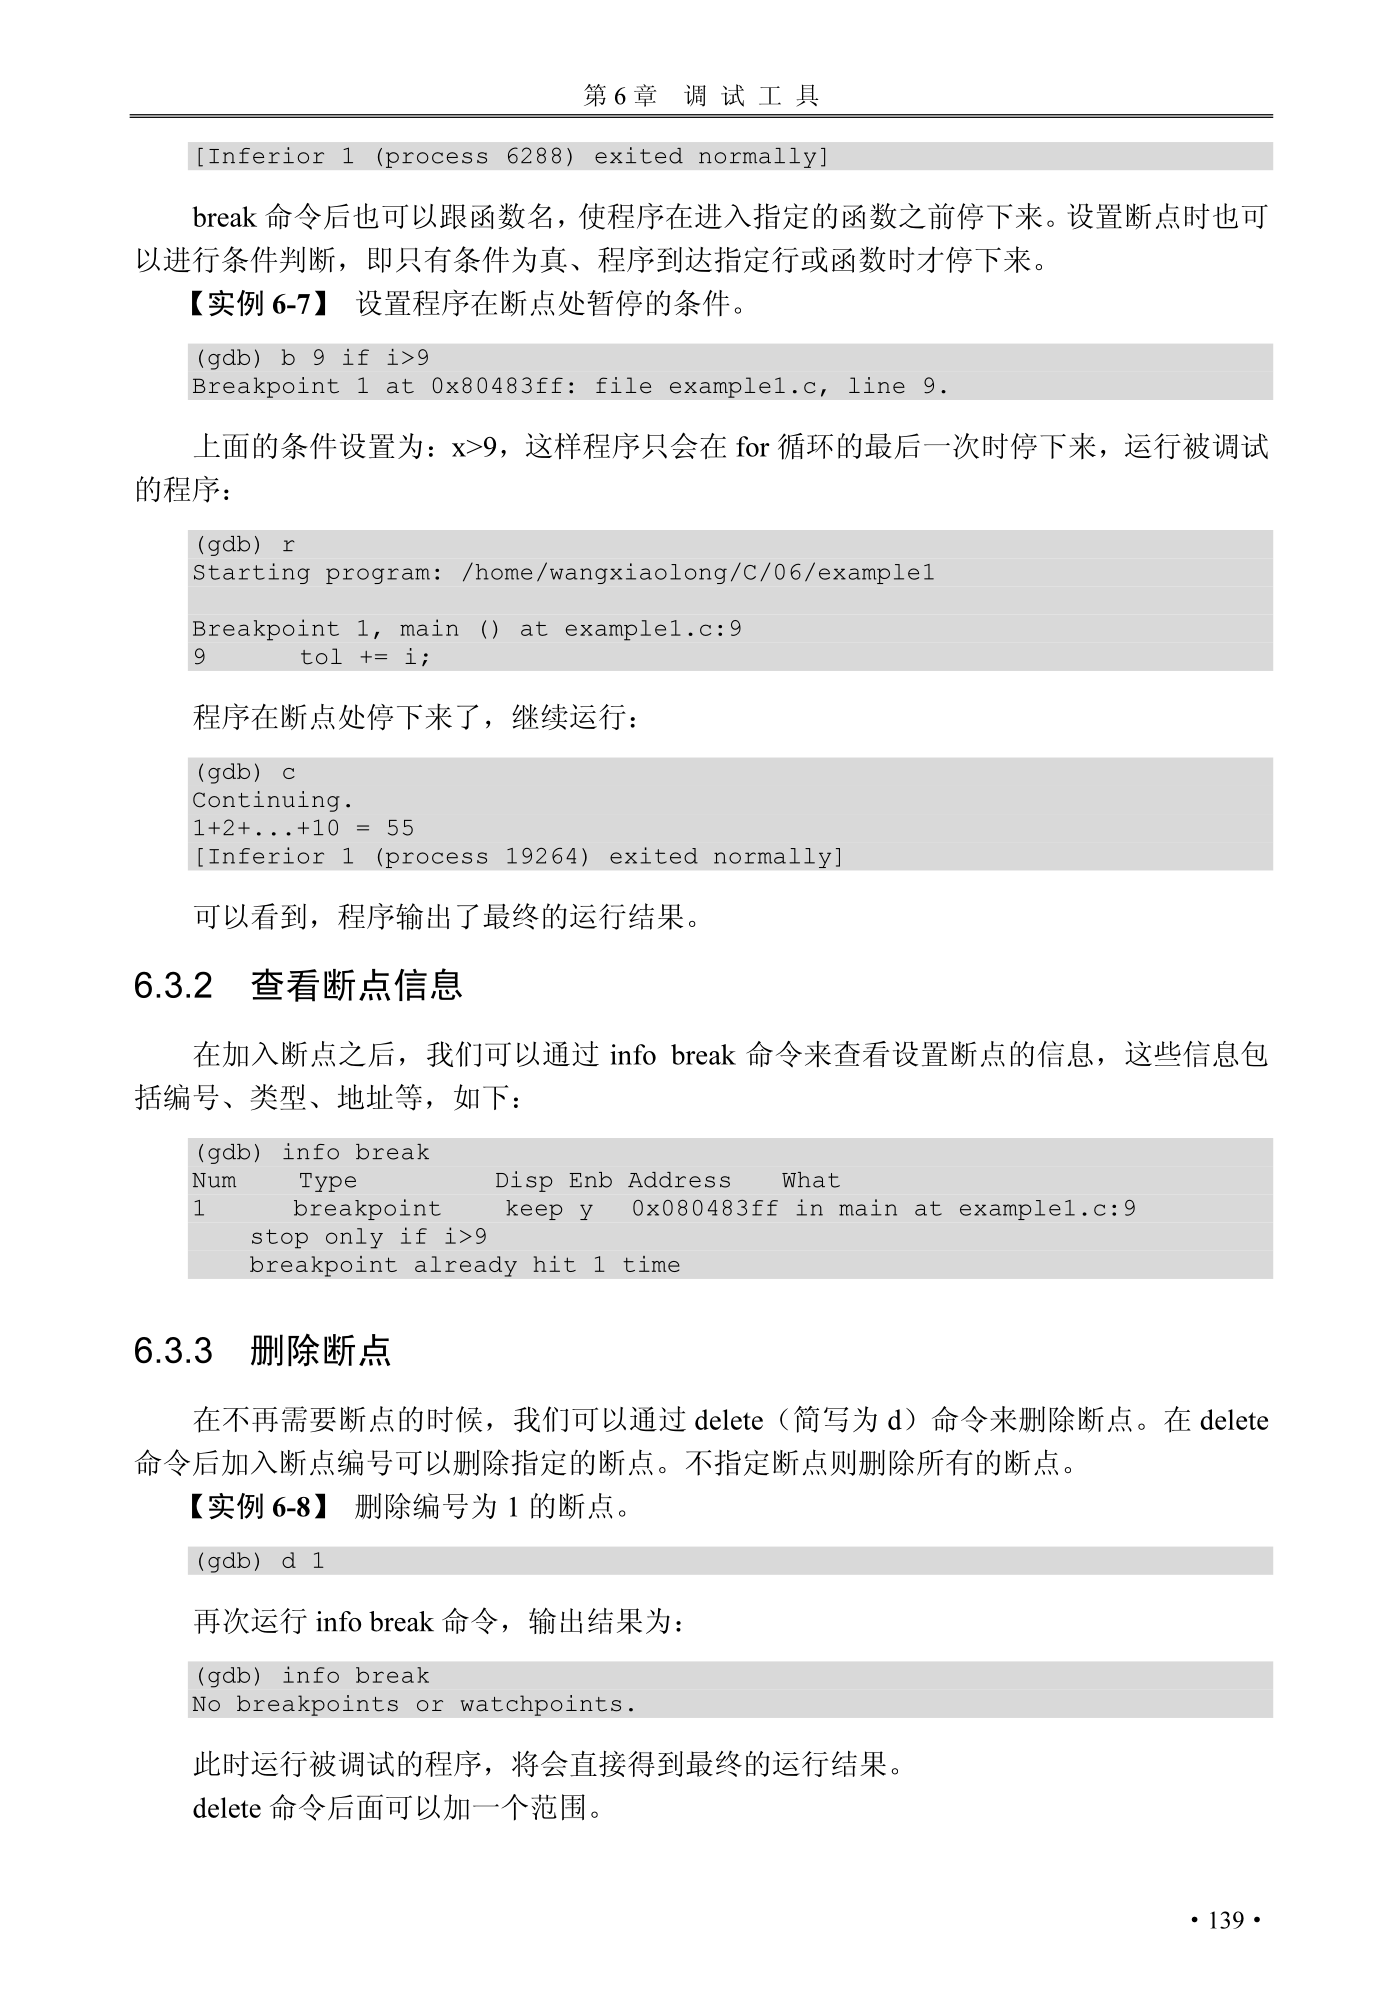 第 6 章 调 试 工 具
[Inferior 1 (process 6288) exited normally]
break 命令后也可以跟函数名，使程序在进入指定的函数之前停下来。设置断点时也可
以进行条件判断，即只有条件为真、程序到达指定行或函数时才停下来。
【实例 6-7】 设置程序在断点处暂停的条件。
(gdb) b 9 if i>9
Breakpoint 1 at 0x80483ff: file example1.c, line 9.
上面的条件设置为：x>9，这样程序只会在 for 循环的最后一次时停下来，运行被调试
的程序：
(gdb) r
Starting program: /home/wangxiaolong/C/06/example1
Breakpoint 1, main () at example1.c:9
9 tol += i;
程序在断点处停下来了，继续运行：
(gdb) c
Continuing.
1+2+...+10 = 55
[Inferior 1 (process 19264) exited normally]
可以看到，程序输出了最终的运行结果。
6.3.2 查看断点信息
在加入断点之后，我们可以通过 info break 命令来查看设置断点的信息，这些信息包
括编号、类型、地址等，如下：
(gdb) info break
Num Type Disp Enb Address What
1 breakpoint keep y 0x080483ff in main at example1.c:9
stop only if i>9
breakpoint already hit 1 time
6.3.3 删除断点
在不再需要断点的时候，我们可以通过 delete（简写为 d）命令来删除断点。在 delete
命令后加入断点编号可以删除指定的断点。不指定断点则删除所有的断点。
【实例 6-8】 删除编号为 1 的断点。
(gdb) d 1
再次运行 info break 命令，输出结果为：
(gdb) info break
No breakpoints or watchpoints.
此时运行被调试的程序，将会直接得到最终的运行结果。
delete 命令后面可以加一个范围。
• 139 •